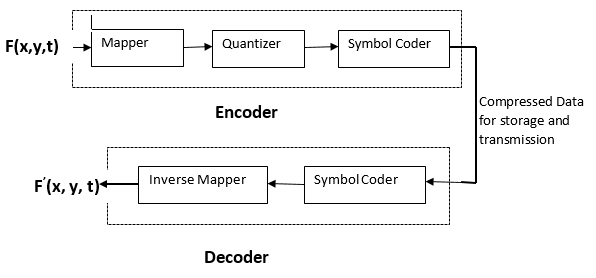 F(x,y,t)
Mapper
Quantizer
Symbol Coder
Encoder
Compressed Data
for storage and
transmission
F′(x, y, t)
Inverse Mapper
Symbol Coder
Decoder